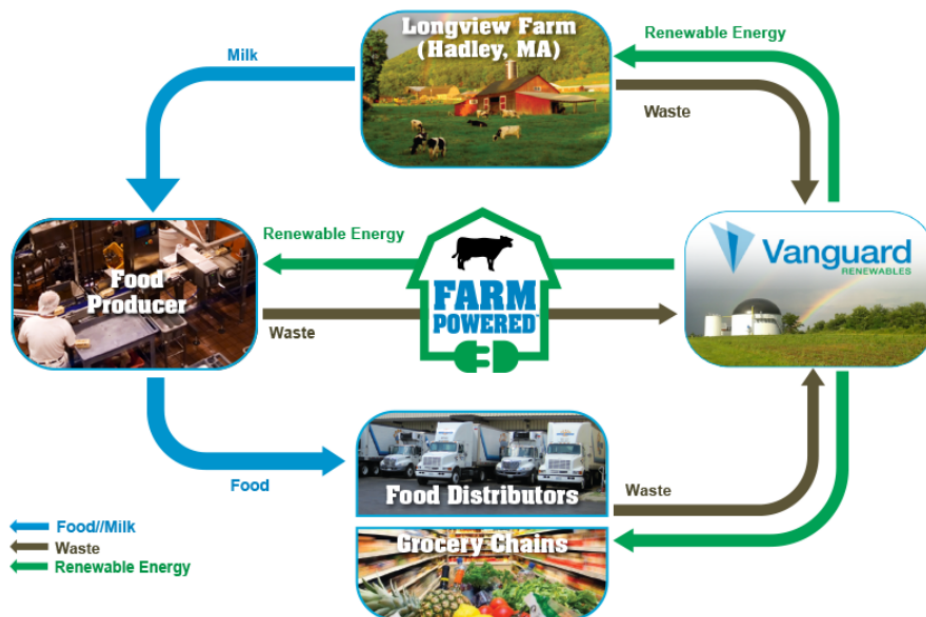 Longview Farm
(Hadley, MA)
Renewable Energy
Milk
Waste
Renewable Energy
Vanguard
RENEWABLES
Food
Producer
FARM
POWERED™
Waste
Food Distributors
Food
Waste
Grocery Chains
Food//Milk
Waste
Renewable Energy